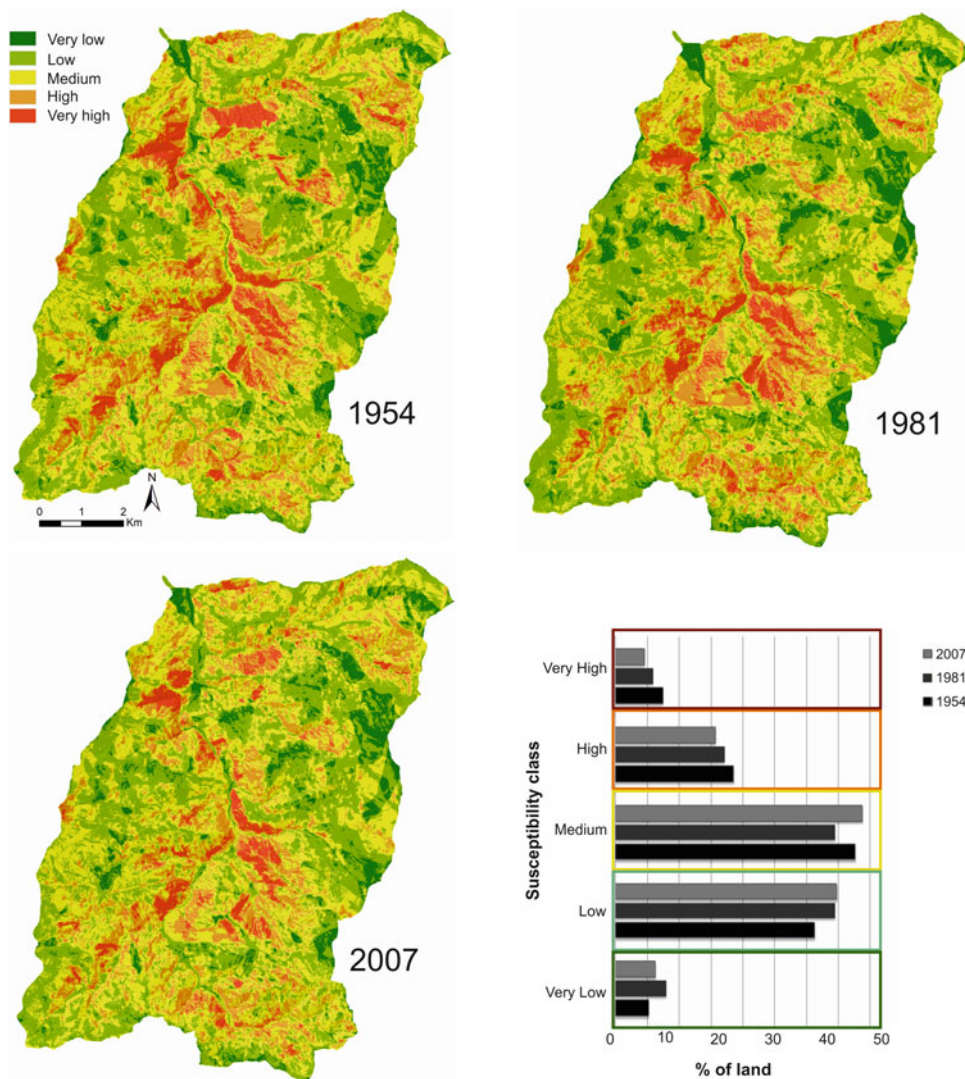 Very low
Low
Medium
High
Very high
1954
N
0 1 2
Km
1981
2007
Very High
High
Medium
Low
Very Low
Susceptibility class
0 10 20 30 40 50
% of land
2007
1981
1954